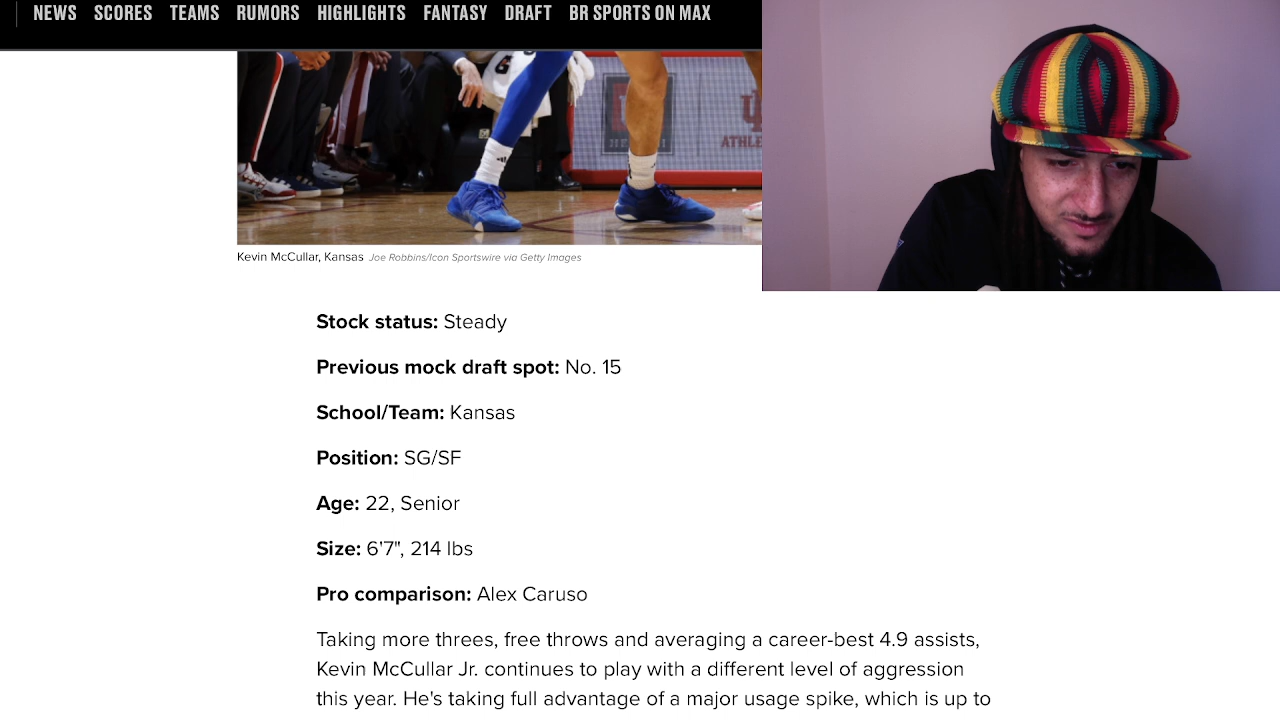 NEWS SCORES TEAMS RUMORS HIGHLIGHTS FANTASY DRAFT BR SPORTS ON MAX
ATHLE
Kevin McCullar, Kansas Joe Robbins/Icon Sportswire via Getty Images
Stock status: Steady
Previous mock draft spot: No. 15
School/Team: Kansas
Position: SG/SF
Age: 22, Senior
Size: 6'7", 214 lbs
Pro comparison: Alex Caruso
Taking more threes, free throws and averaging a career-best 4.9 assists,
Kevin McCullar Jr. continues to play with a different level of aggression
this year. He's taking full advantage of a major usage spike, which is up to